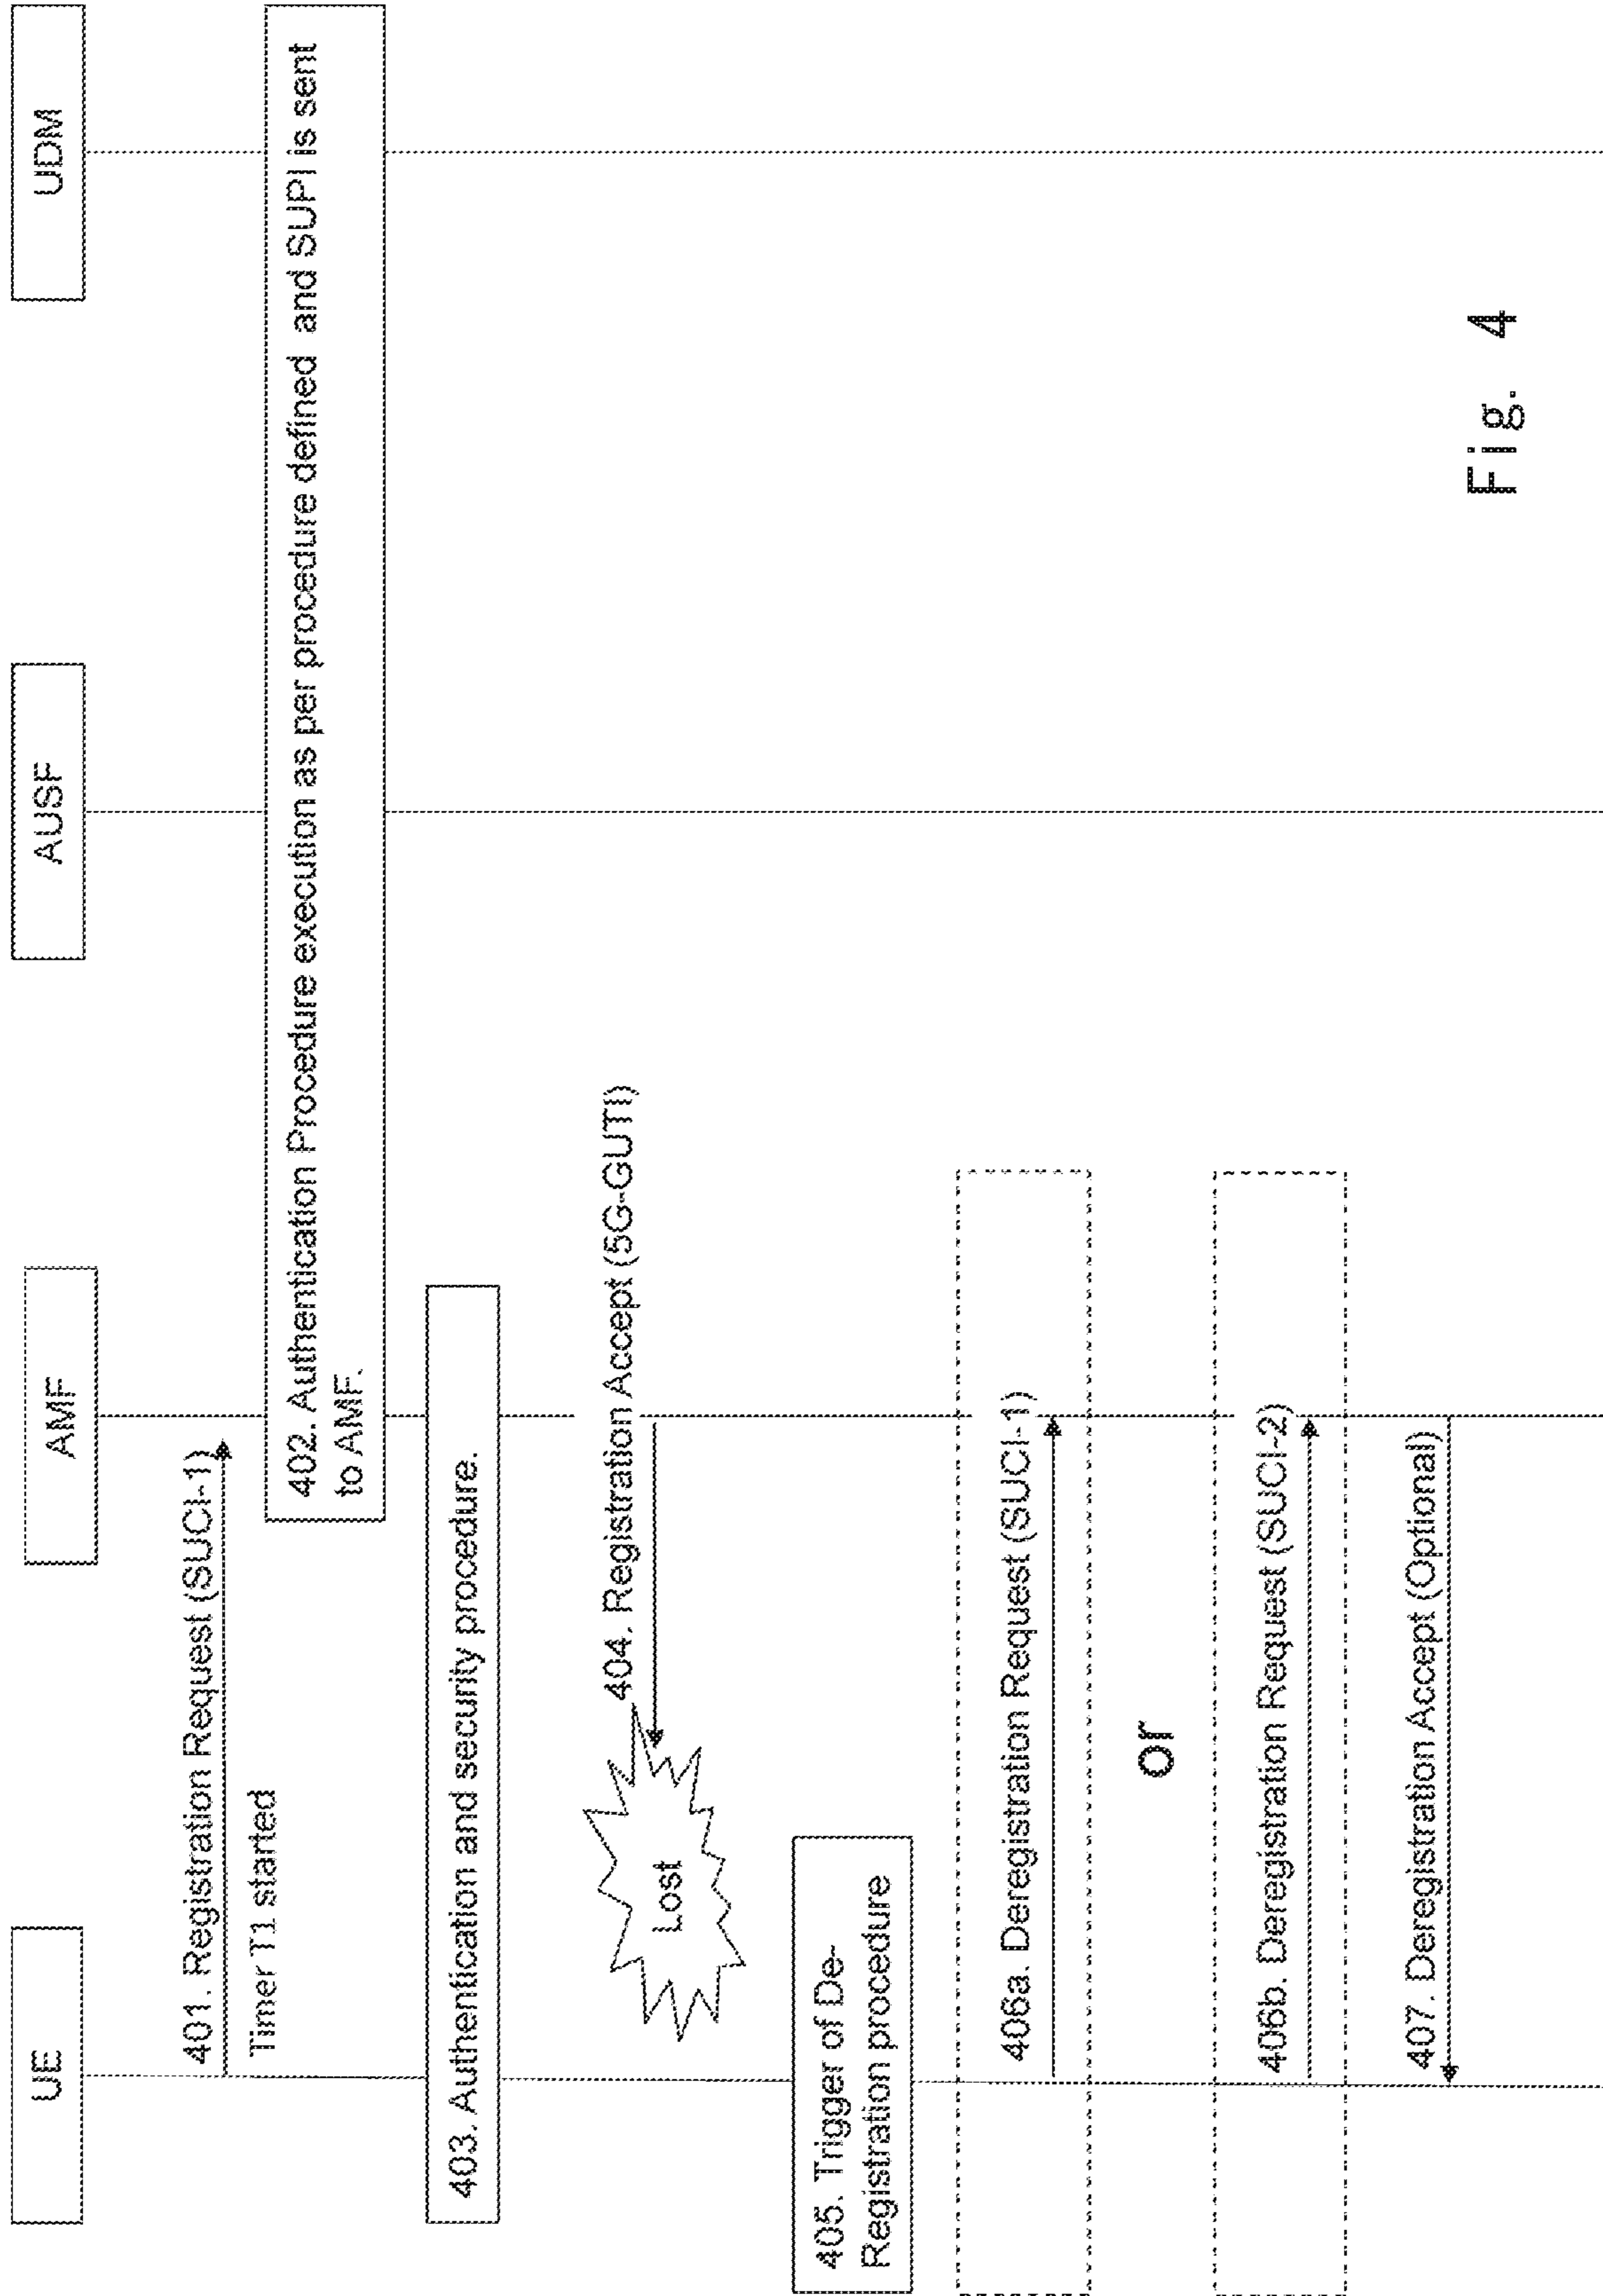 UE
AMF
AUSF
UDM
401. Registration Request (SUCI-1)
Timer T1 started
402. Authentication Procedure execution as per procedure defined and SUPI is sent
to AMF.
403. Authentication and security procedure.
404. Registration Accept (5G-GUTI)
Lost
405. Trigger of De-
Registration procedure
406a. Deregistration Request (SUCI-1)
or
406b. Deregistration Request (SUCI-2)
407. Deregistration Accept (Optional)
Fig. 4